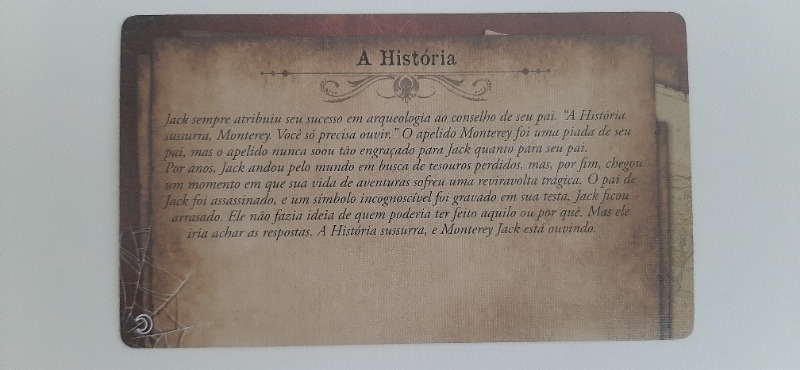 A História
Jack sempre atribuiu seu sucesso em arqueologia ao conselho de seu pai. “A História
sussurra, Monterey. Você só precisa ouvir.” O apelido Monterey foi uma piada de seu
pai, mas o apelido nunca soou tão engraçado para Jack quanto para seu pai.
Por anos, Jack andou pelo mundo em busca de tesouros perdidos, mas, por fim, chegou
um momento em que sua vida de aventuras sofreu uma reviravolta trágica. O pai de
Jack foi assassinado, e um símbolo incognoscível foi gravado em sua testa. Jack ficou
arrasado. Ele não fazia ideia de quem poderia ter feito aquilo ou por quê. Mas ele
iria achar as respostas. A História sussurra, e Monterey Jack está ouvindo.